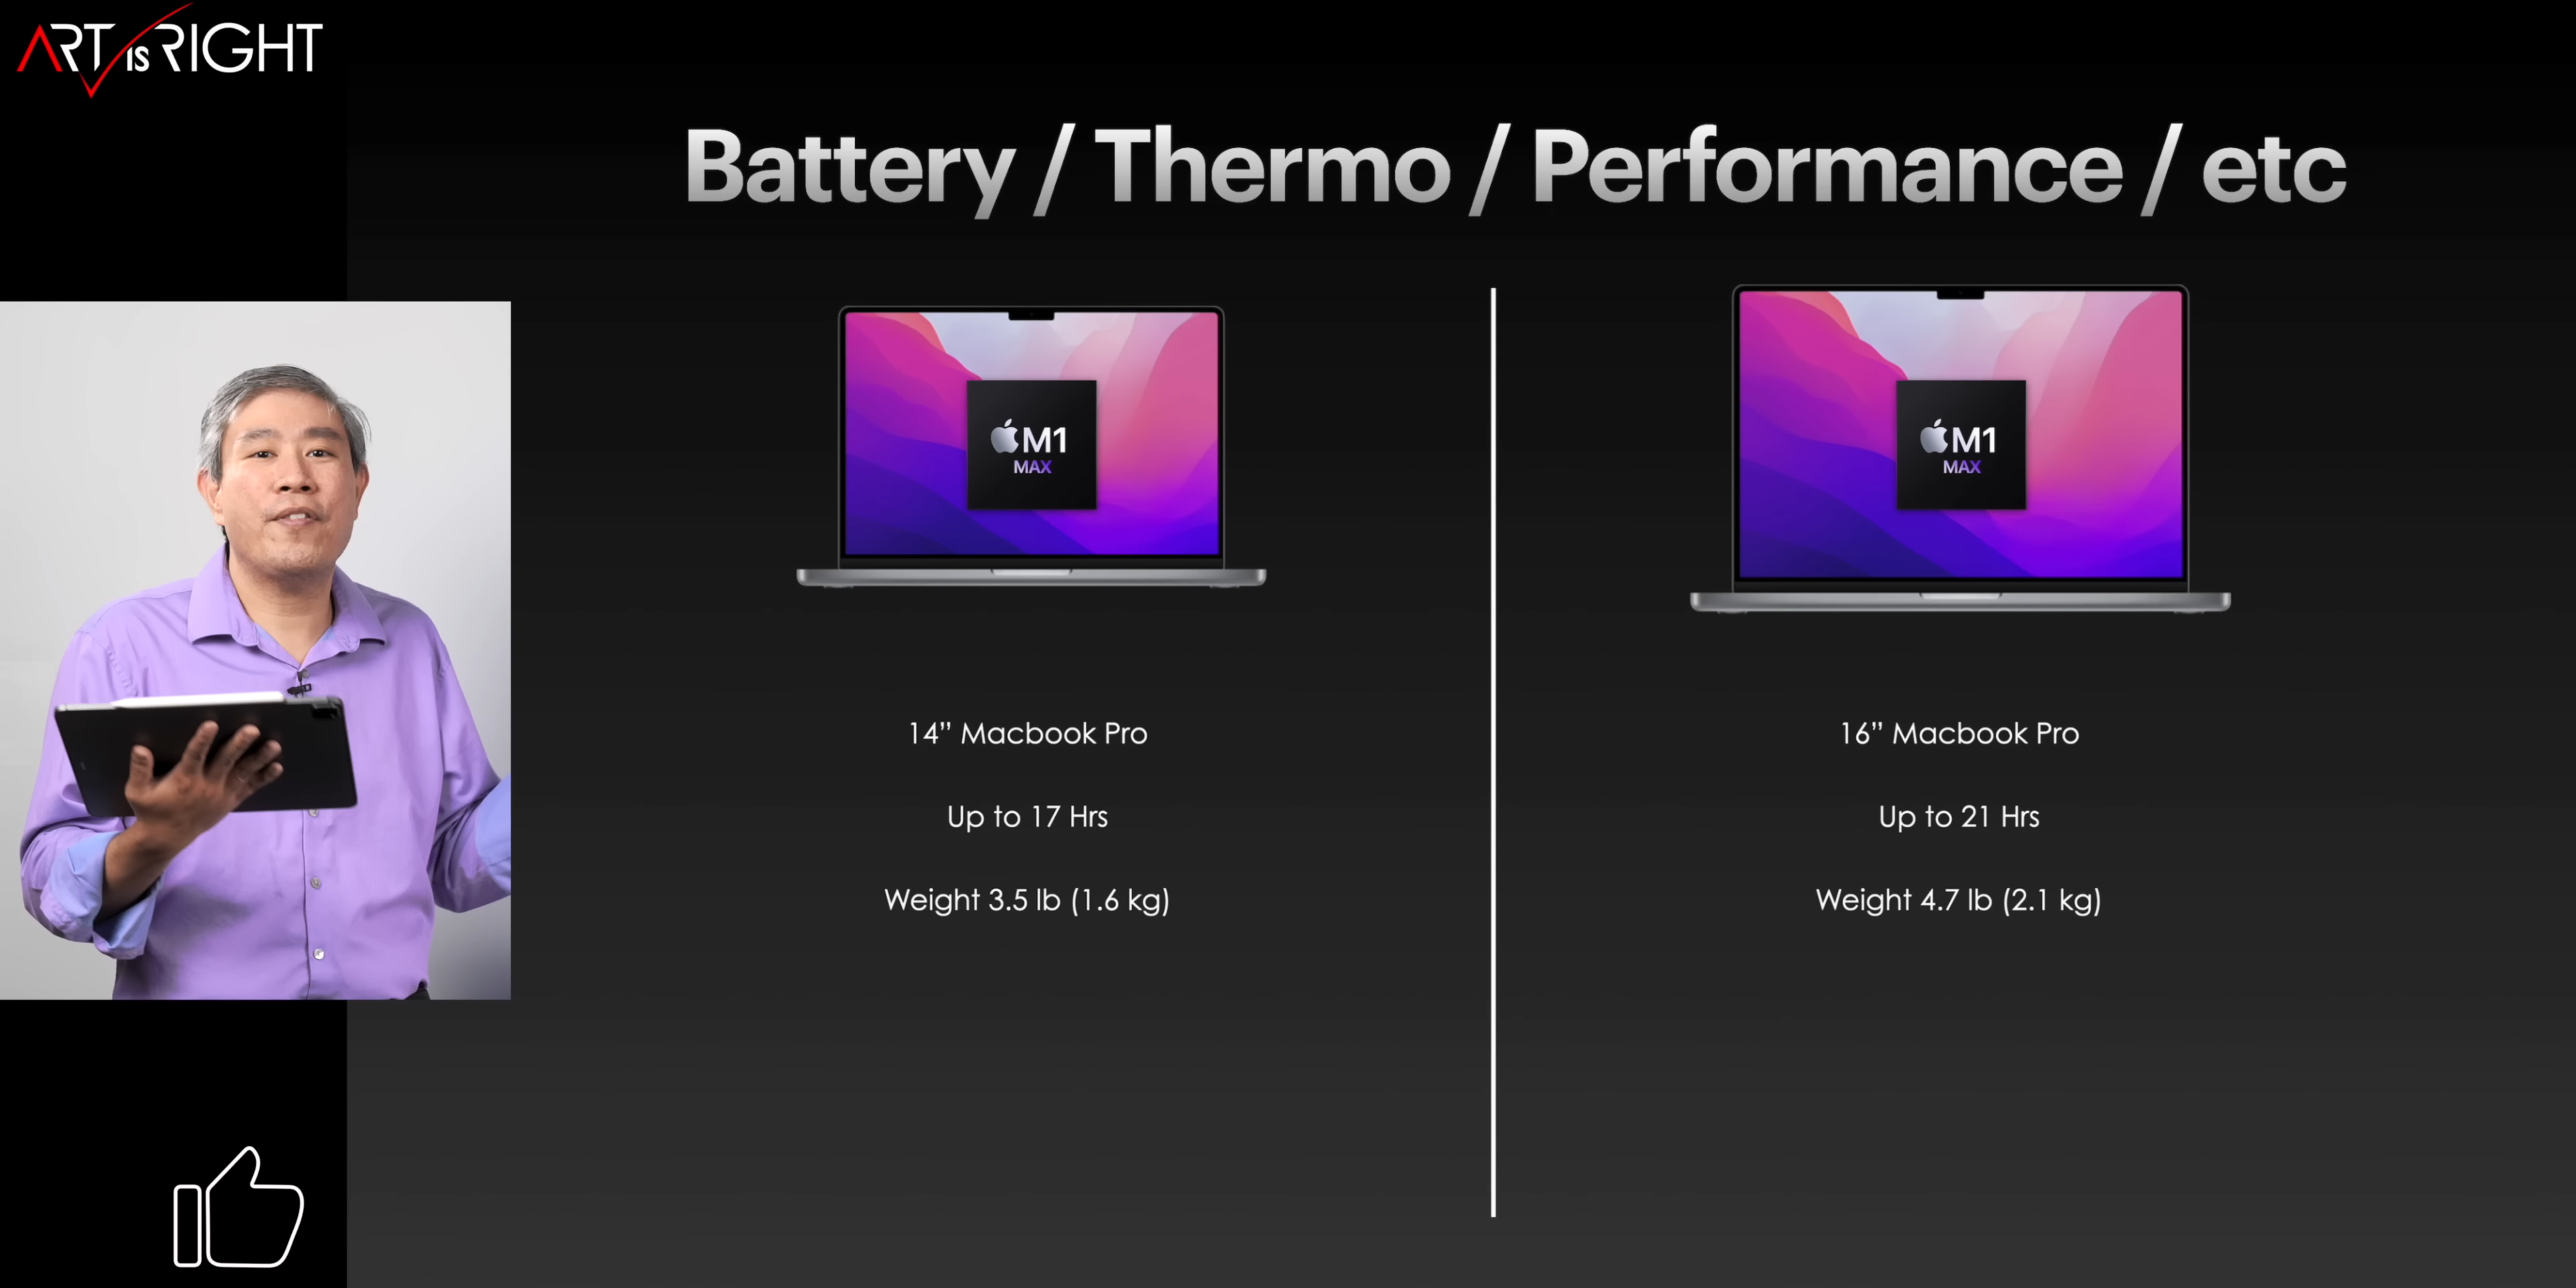 ART IS RIGHT
Battery / Thermo / Performance / etc
M1
MAX
M1
MAX
14” Macbook Pro
Up to 17 Hrs
Weight 3.5 lb (1.6 kg)
16” Macbook Pro
Up to 21 Hrs
Weight 4.7 lb (2.1 kg)